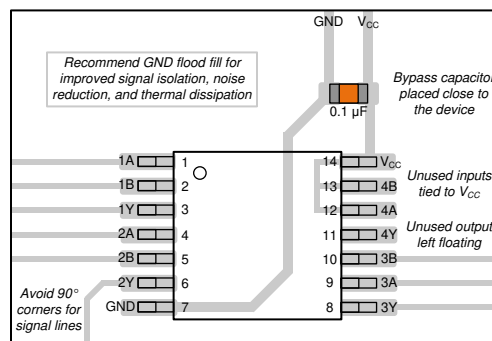 GND VCC
Recommend GND flood fill for
improved signal isolation, noise
reduction, and thermal dissipation
Bypass capacitor
placed close to
the device
0.1 µF
1A 1 14 VCC
1B 2 13 4B
1Y 3 12 4A
2A 4 11 4Y
2B 5 10 3B
2Y 6 9 3A
GND 7 8 3Y
Unused inputs
tied to VCC
Unused output
left floating
Avoid 90°
corners for
signal lines